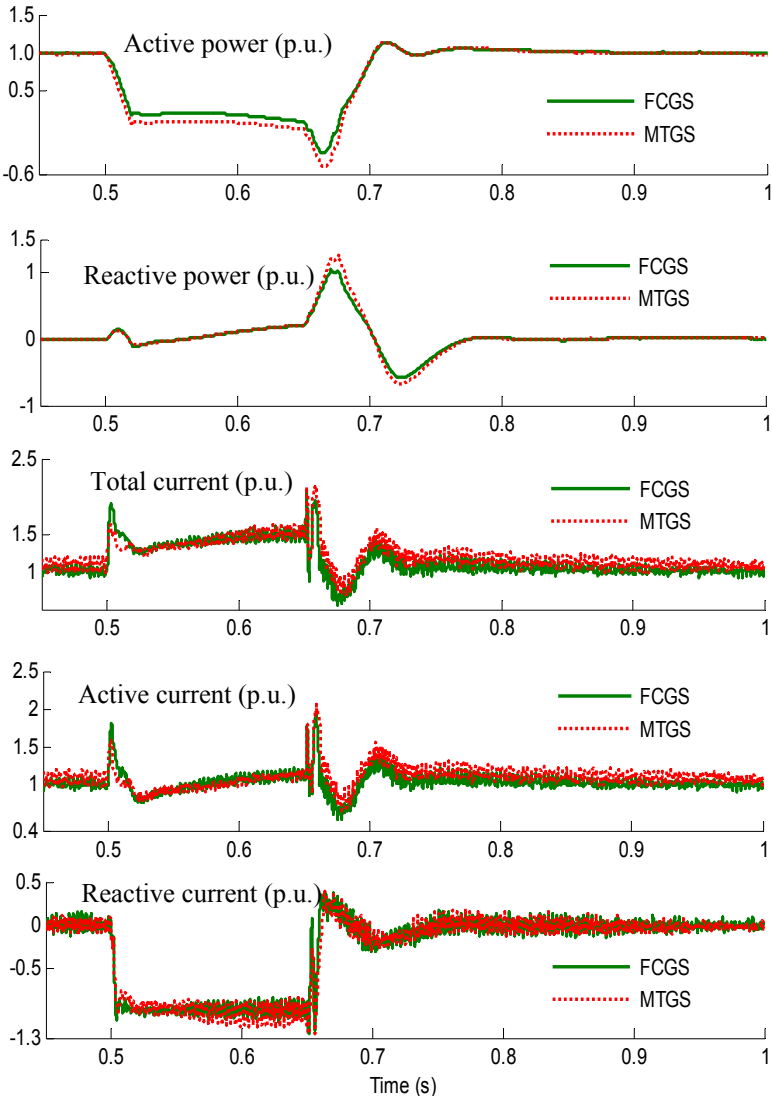 1.5
Active power (p.u.)
1.0
0.5
FCGS
MTGS
-0.6
0.5 0.6 0.7 0.8 0.9 1
1.5
Reactive power (p.u.)
FCGS
1
MTGS
0
-1
0.5 0.6 0.7 0.8 0.9 1
2.5
Total current (p.u.)
FCGS
1.5
MTGS
1
0.5 0.6 0.7 0.8 0.9 1
2.5
Active current (p.u.)
FCGS
2
MTGS
1.5
1
0.4
0.5 0.6 0.7 0.8 0.9 1
0.5
Reactive current (p.u.)
0
-0.5
FCGS
MTGS
-1.3
0.5 0.6 0.7 0.8 0.9 1
Time (s)